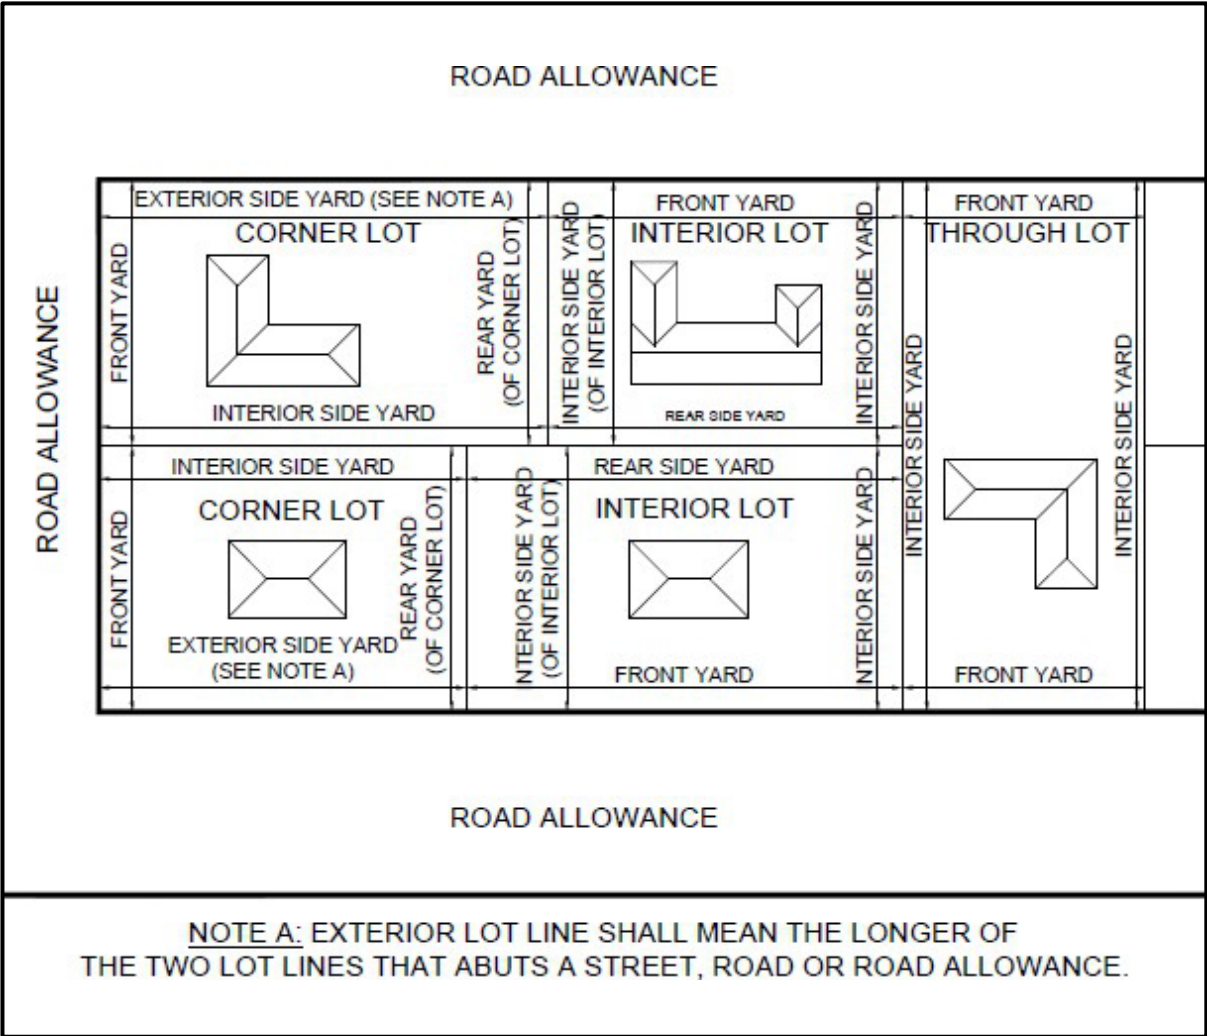 ROAD ALLOWANCE
ROAD ALLOWANCE
EXTERIOR SIDE YARD (SEE NOTE A)
CORNER LOT
FRONT YARD
REAR YARD
(OF CORNER LOT)
INTERIOR SIDE YARD
INTERIOR SIDE YARD
(OF INTERIOR LOT)
FRONT YARD
INTERIOR LOT
INTERIOR SIDE YARD
REAR SIDE YARD
FRONT YARD
THROUGH LOT
INTERIOR SIDE YARD
INTERIOR SIDE YARD
FRONT YARD
INTERIOR SIDE YARD
CORNER LOT
FRONT YARD
REAR YARD
(OF CORNER LOT)
EXTERIOR SIDE YARD
(SEE NOTE A)
INTERIOR SIDE YARD
(OF INTERIOR LOT)
REAR SIDE YARD
INTERIOR LOT
INTERIOR SIDE YARD
FRONT YARD
ROAD ALLOWANCE
NOTE A: EXTERIOR LOT LINE SHALL MEAN THE LONGER OF
THE TWO LOT LINES THAT ABUTS A STREET, ROAD OR ROAD ALLOWANCE.